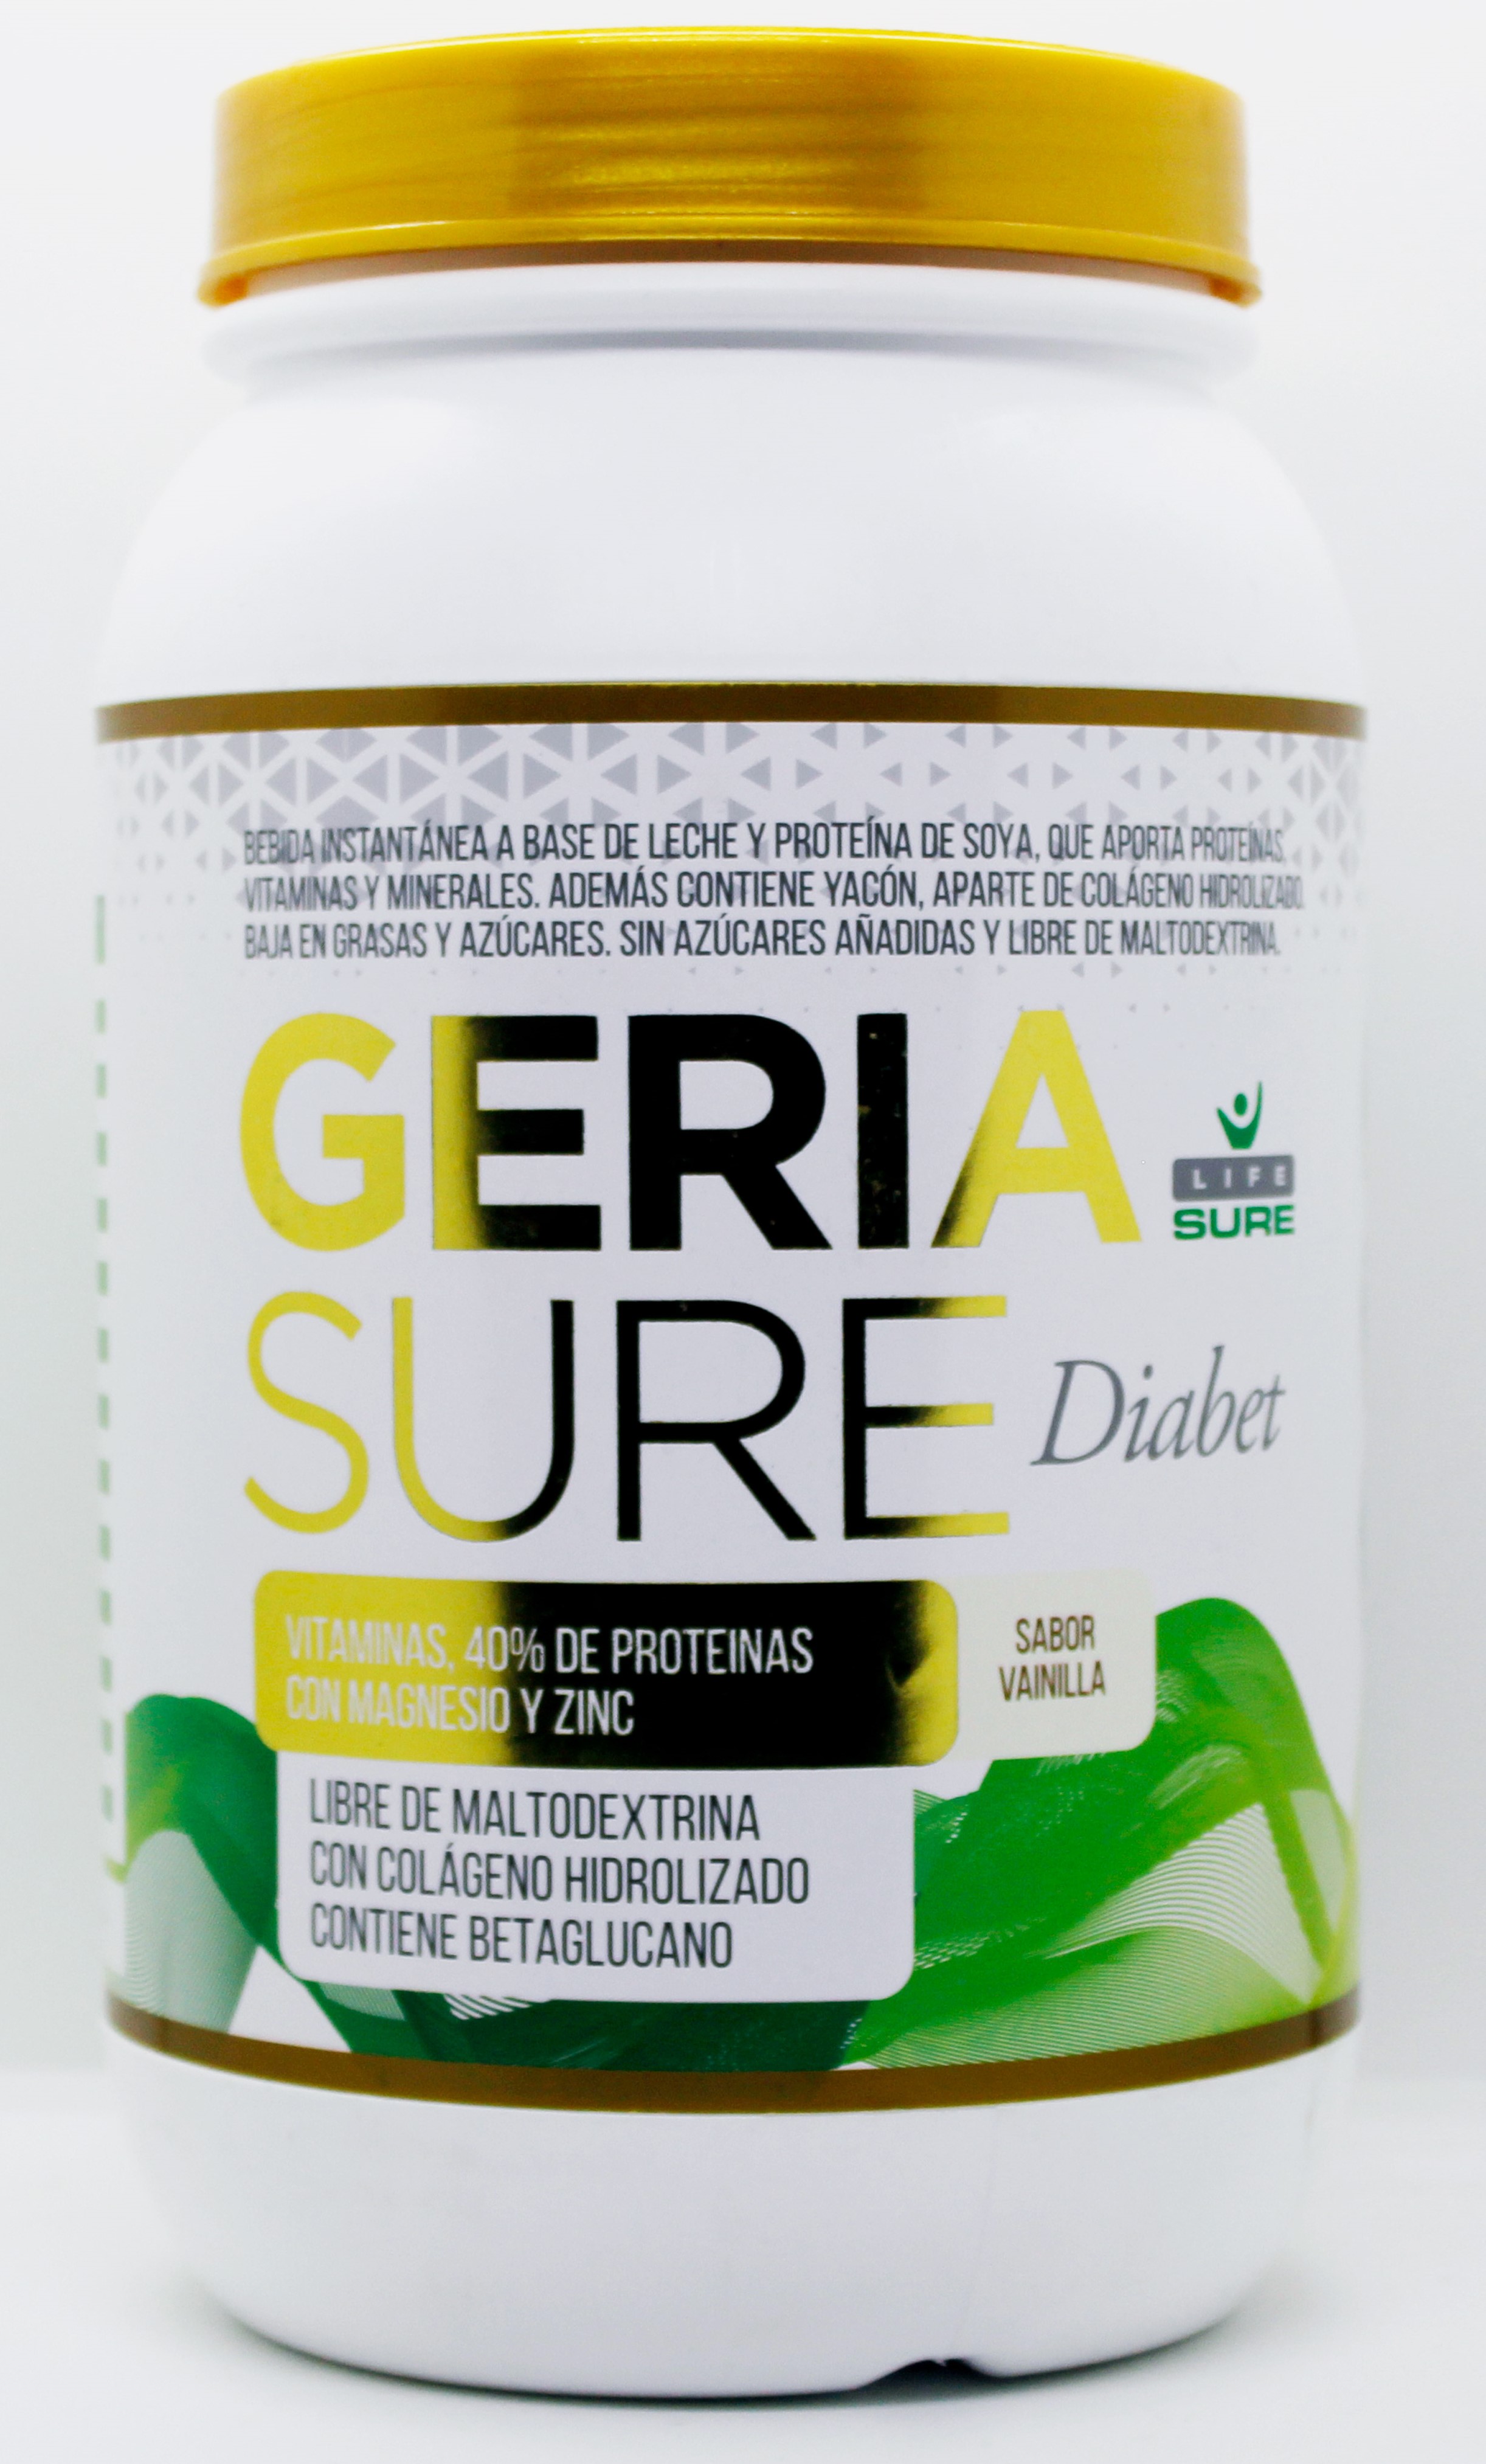 BEBIDA INSTANTÁNEA A BASE DE LECHE Y PROTEÍNA DE SOYA, QUE APORTA PROTEÍNAS,
VITAMINAS Y MINERALES. ADEMÁS CONTIENE YACÓN, APARTE DE COLÁGENO HIDROLIZADO.
BAJA EN GRASAS Y AZÚCARES. SIN AZÚCARES AÑADIDAS Y LIBRE DE MALTODEXTRINA.
GERIA
LIFE
SURE
SURE
Diabet
VITAMINAS, 40% DE PROTEINAS
CON MAGNESIO Y ZINC
SABOR
VAINILLA
LIBRE DE MALTODEXTRINA
CON COLÁGENO HIDROLIZADO
CONTIENE BETAGLUCANO